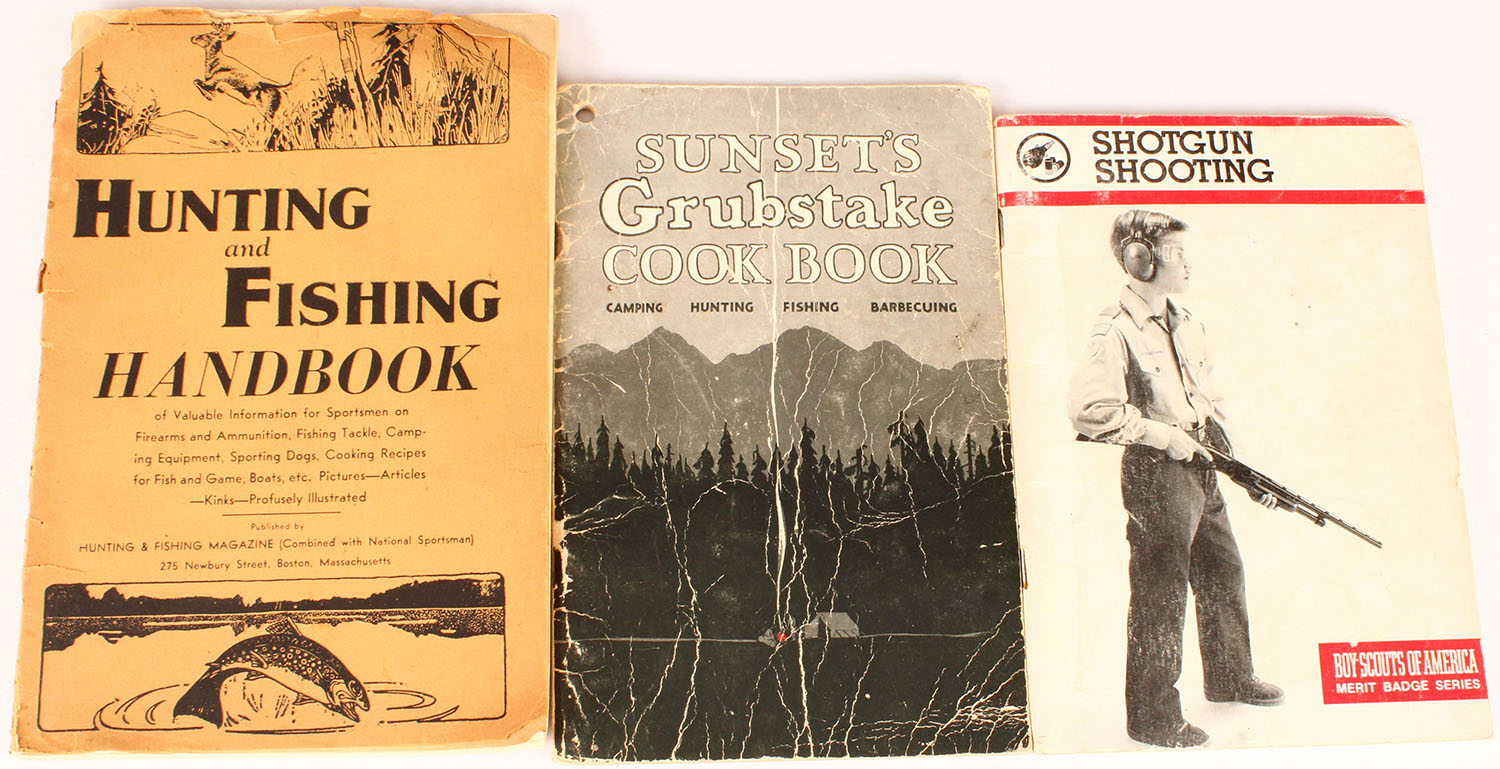 HUNTING
and
FISHING
HANDBOOK
of Valuable Information for Sportsmen on
Firearms and Ammunition, Fishing Tackle, Camp-
ing Equipment, Sporting Dogs, Cooking Recipes
for Fish and Game, Boats, etc. Pictures—Articles
—Kinks—Profusely Illustrated
Published by
HUNTING & FISHING MAGAZINE (Combined with National Sportsman)
275 Newbury Street, Boston, Massachusetts
SUNSET'S
Grubstake
COOK BOOK
CAMPING HUNTING FISHING BARBECUING
SHOTGUN
SHOOTING
BOY SCOUTS OF AMERICA
MERIT BADGE SERIES